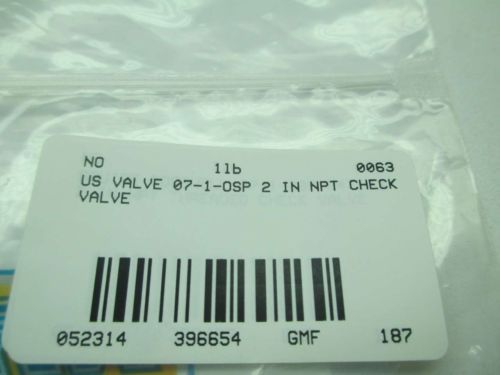 NO 1lb 0063
US VALVE 07-1-OSP 2 IN NPT CHECK
VALVE
052314 396654 GMF 187